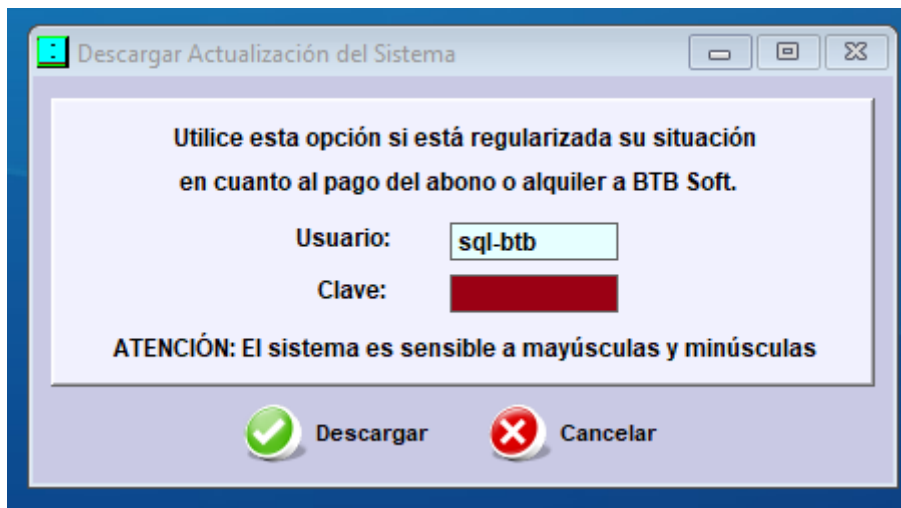 Descargar Actualización del Sistema
Utilice esta opción si está regularizada su situación
en cuanto al pago del abono o alquiler a BTB Soft.
Usuario: sql-btb
Clave:
ATENCIÓN: El sistema es sensible a mayúsculas y minúsculas
Descargar Cancelar